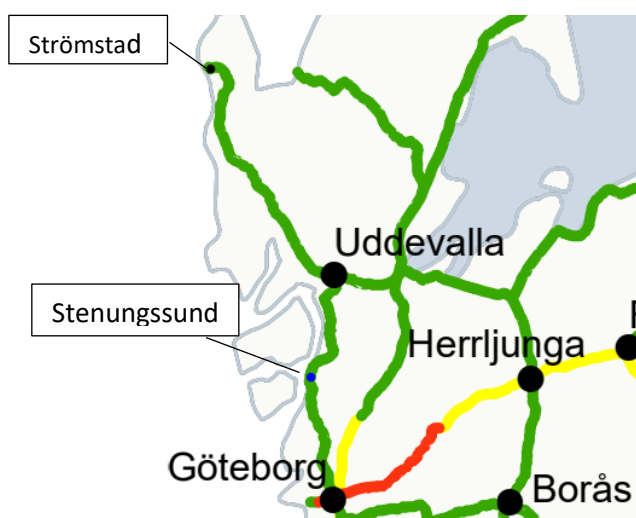 Strömstad
Uddevalla
Stenungssund
Herrljunga
F
Göteborg
Borås